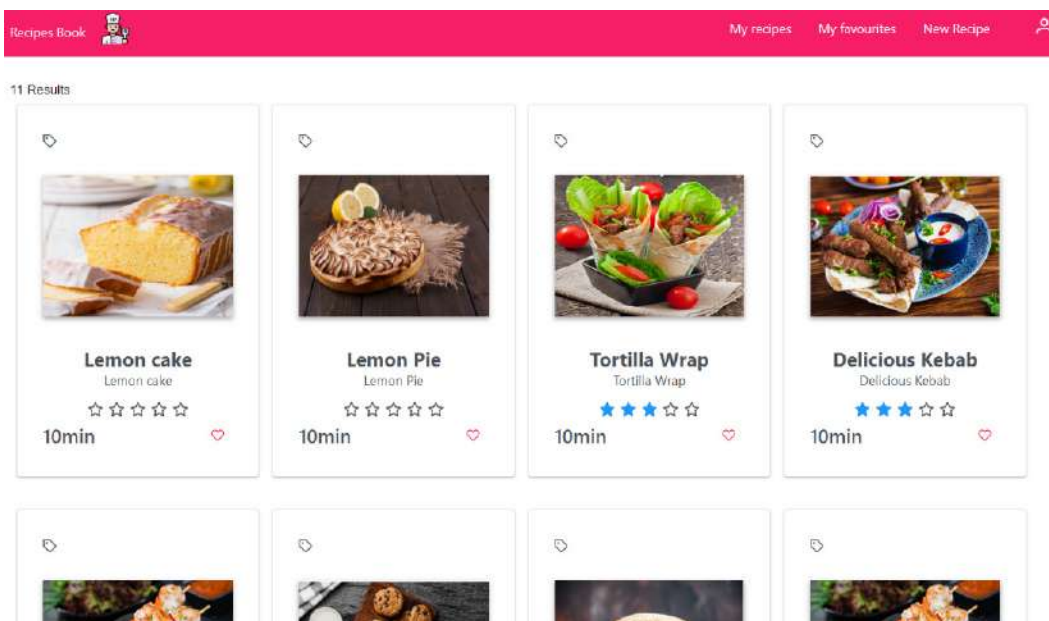 Recipes Book
My recipes
My favourites
New Recipe
11 Results
Lemon cake
Lemon cake
10min
Lemon Pie
Lemon Pie
10min
Tortilla Wrap
Tortilla Wrap
10min
Delicious Kebab
Delicious Kebab
10min